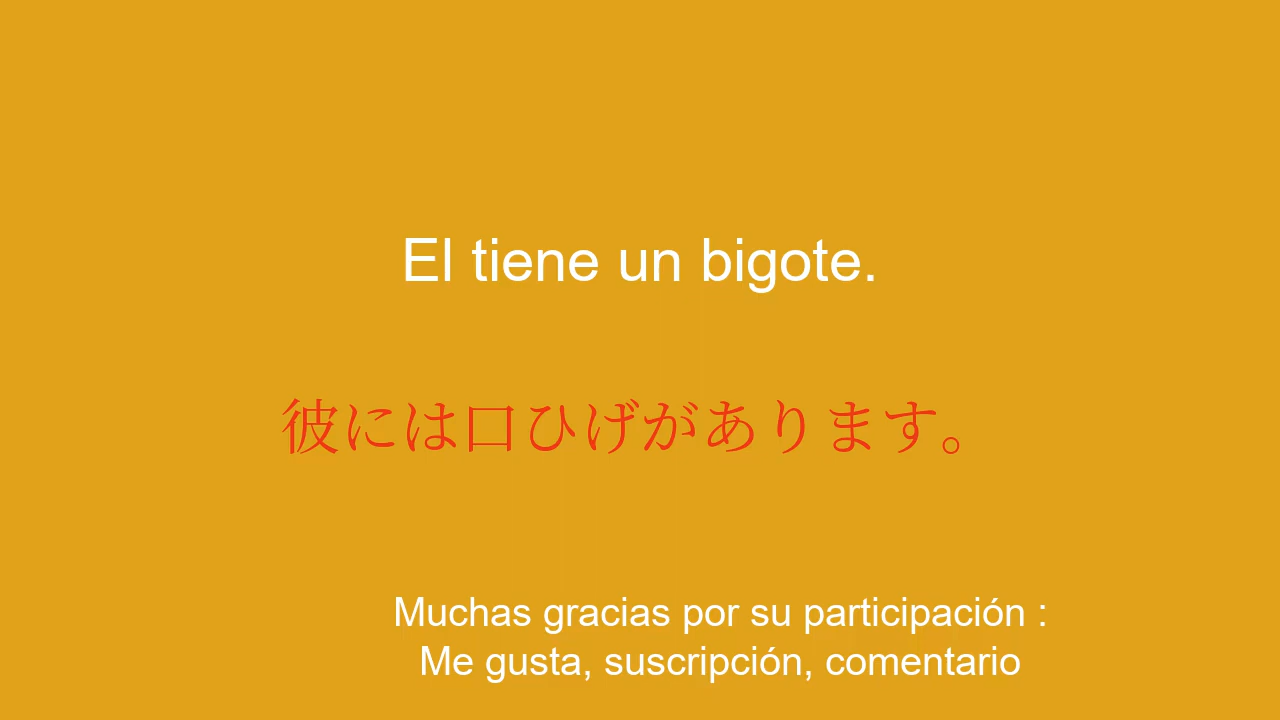 El tiene un bigote.
彼には口ひげがあります。
Muchas gracias por su participación :
Me gusta, suscripción, comentario